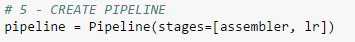 # 5 - CREATE PIPELINE
pipeline = Pipeline(stages=[assembler, lr])